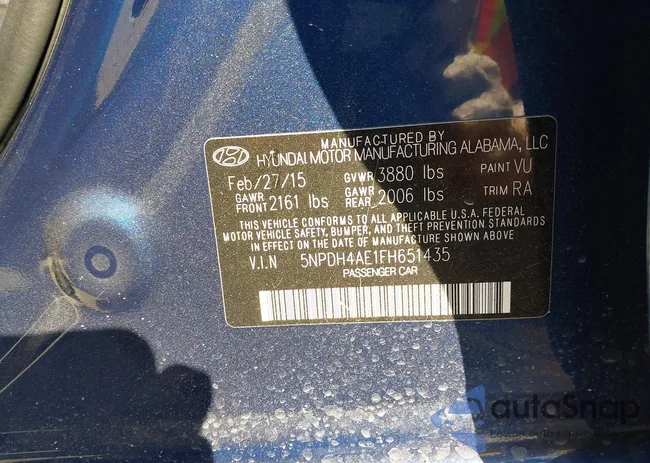 MANUFACTURED BY
HYUNDAI MOTOR MANUFACTURING ALABAMA, LLC
Feb/27/15 GVWR 3880 lbs PAINT VU
GAWR FRONT 2161 lbs GAWR REAR 2006 lbs TRIM RA
THIS VEHICLE CONFORMS TO ALL APPLICABLE U.S.A. FEDERAL
MOTOR VEHICLE SAFETY, BUMPER, AND THEFT PREVENTION STANDARDS
IN EFFECT ON THE DATE OF MANUFACTURE SHOWN ABOVE
V.I.N 5NPDH4AE1FH651435
PASSENGER CAR
autoSnap